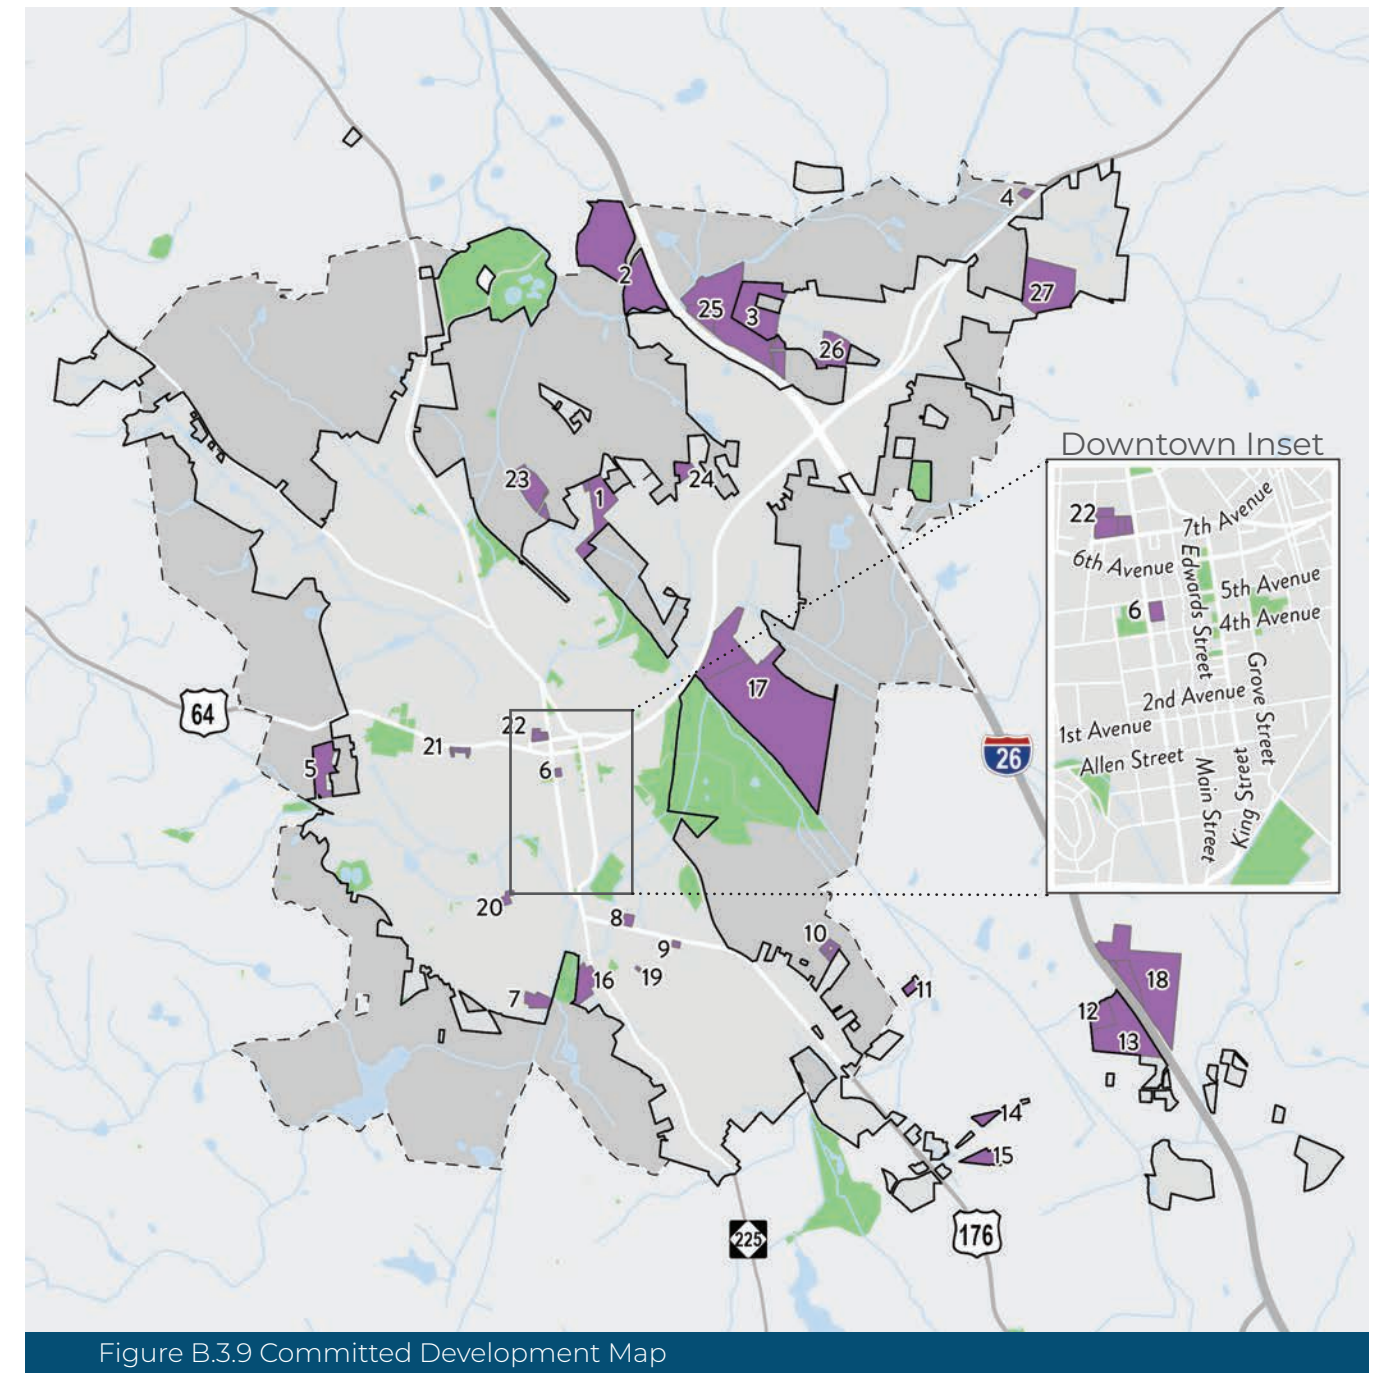 4
2
27
25
3
26
Downtown Inset
23
1
24
22
7th Avenue
6th Avenue
Edwards Street
5th Avenue
6
4th Avenue
Grove Street
2nd Avenue
1st Avenue
Allen Street
Main Street
King Street
17
64
22
21
26
5
6
20
8
10
9
16
19
7
11
18
12
13
14
15
225
176
Figure B.3.9 Committed Development Map